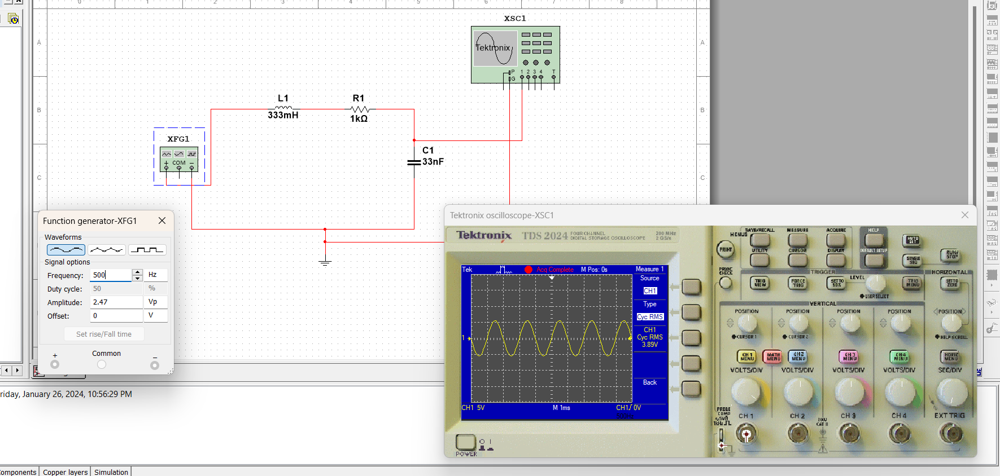 0 1 2 3 4 5 6 7 8
A
B
C
A
B
C
XSC1
Tektronix
P
G
1 2 3 4 T
L1
333mH
R1
1kΩ
XFG1
+ COM −
C1
33nF
Function generator-XFG1
Waveforms
Signal options
Frequency: 500 Hz
Duty cycle: 50 %
Amplitude: 2.47 Vp
Offset: 0 V
Set rise/Fall time
+ Common −
riday, January 26, 2024, 10:56:29 PM
omponents Copper layers Simulation
Tektronix oscilloscope-XSC1
Tektronix TDS 2024 FOUR CHANNEL
DIGITAL STORAGE OSCILLOSCOPE
200 MHz
2 GS/s
Tek Acq Complete M Pos: 0s Measure 1
Source
CH1
Type
Cyc RMS
CH1
Cyc RMS
3.89V
Back
1
CH1 5V M 1ms CH1/ 0V
POWER
MENUS SAVE/RECALL MEASURE ACQUIRE HELP
AUTO SET
PRINT
UTILITY CURSOR DISPLAY DEFAULT SETUP
SINGLE SEQ
RUN/STOP
PROBE CHECK
TRIGGER HORIZONTAL
TRIG VIEW
FORCE TRIG
SET TO 50%
LEVEL
USER SELECT
TRIG MENU
SET TO ZERO
VERTICAL
POSITION POSITION POSITION POSITION POSITION
CURSOR 1 CURSOR 2 HELP SCROLL
CH 1 MENU
MATH MENU
CH 2 MENU
CH 3 MENU
CH 4 MENU
HORIZ MENU
VOLTS/DIV VOLTS/DIV VOLTS/DIV VOLTS/DIV SEC/DIV
PROBE COMP
~5V@
1kHz
CH 1 CH 2 CH 3 CH 4 EXT TRIG
300V
CAT II